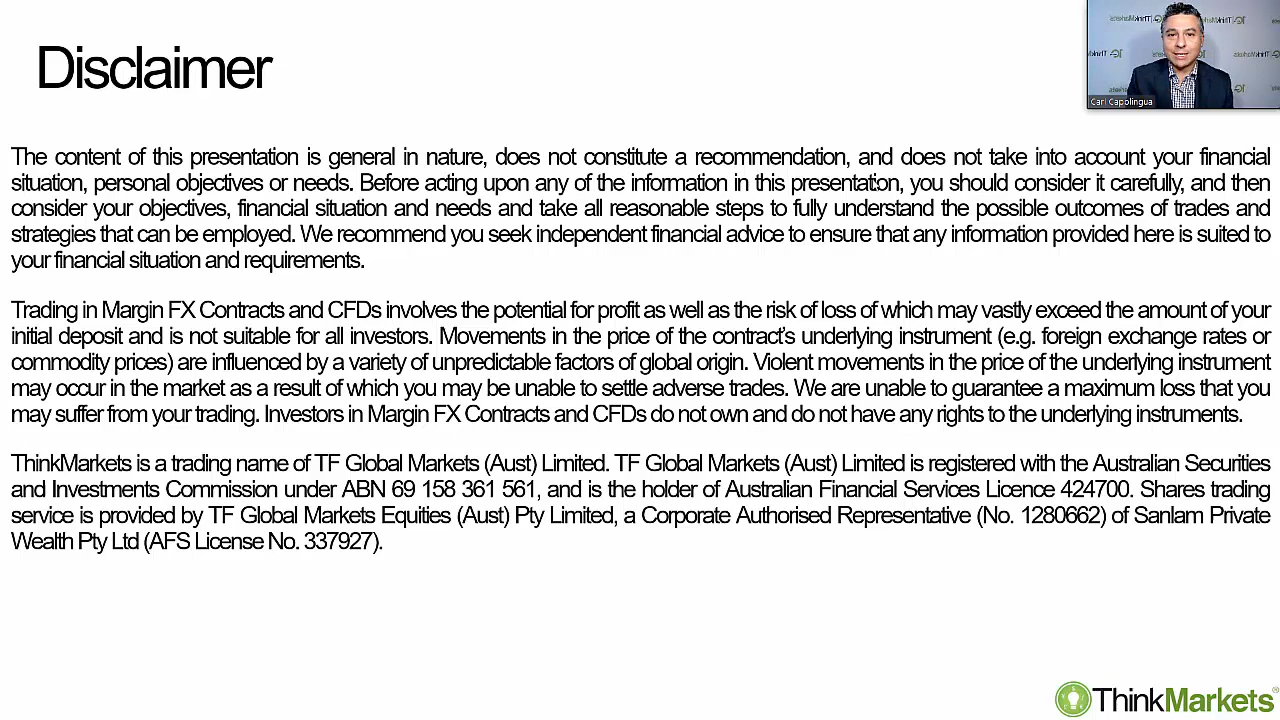 Disclaimer
Carl Capolingua
The content of this presentation is general in nature, does not constitute a recommendation, and does not take into account your financial
situation, personal objectives or needs. Before acting upon any of the information in this presentation, you should consider it carefully, and then
consider your objectives, financial situation and needs and take all reasonable steps to fully understand the possible outcomes of trades and
strategies that can be employed. We recommend you seek independent financial advice to ensure that any information provided here is suited to
your financial situation and requirements.
Trading in Margin FX Contracts and CFDs involves the potential for profit as well as the risk of loss of which may vastly exceed the amount of your
initial deposit and is not suitable for all investors. Movements in the price of the contract's underlying instrument (e.g. foreign exchange rates or
commodity prices) are influenced by a variety of unpredictable factors of global origin. Violent movements in the price of the underlying instrument
may occur in the market as a result of which you may be unable to settle adverse trades. We are unable to guarantee a maximum loss that you
may suffer from your trading. Investors in Margin FX Contracts and CFDs do not own and do not have any rights to the underlying instruments.
ThinkMarkets is a trading name of TF Global Markets (Aust) Limited. TF Global Markets (Aust) Limited is registered with the Australian Securities
and Investments Commission under ABN 69 158 361 561, and is the holder of Australian Financial Services Licence 424700. Shares trading
service is provided by TF Global Markets Equities (Aust) Pty Limited, a Corporate Authorised Representative (No. 1280662) of Sanlam Private
Wealth Pty Ltd (AFS License No. 337927).
ThinkMarkets®